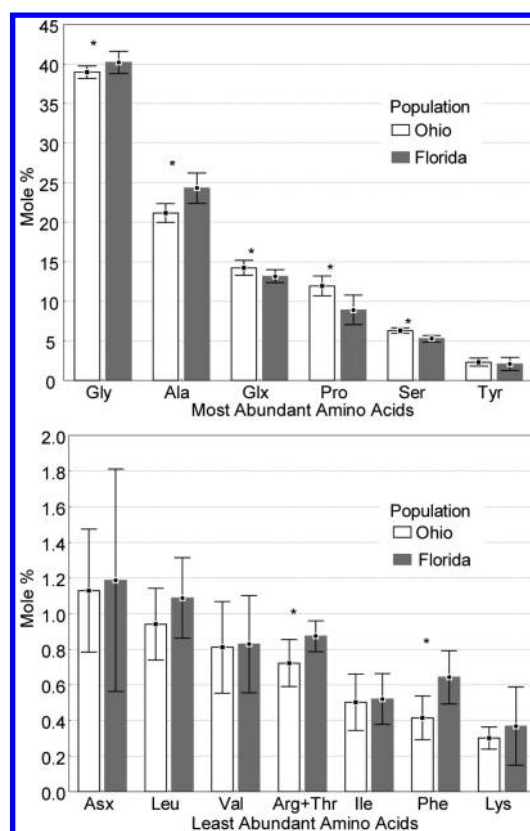 45
40
35
30
25
20
15
10
5
0
Mole %
*
*
*
*
*
Population
Ohio
Florida
Gly Ala Glx Pro Ser Tyr
Most Abundant Amino Acids
2.0
1.8
1.6
1.4
1.2
1.0
0.8
0.6
0.4
0.2
0.0
Mole %
Population
Ohio
Florida
*
*
Asx Leu Val Arg+Thr Ile Phe Lys
Least Abundant Amino Acids